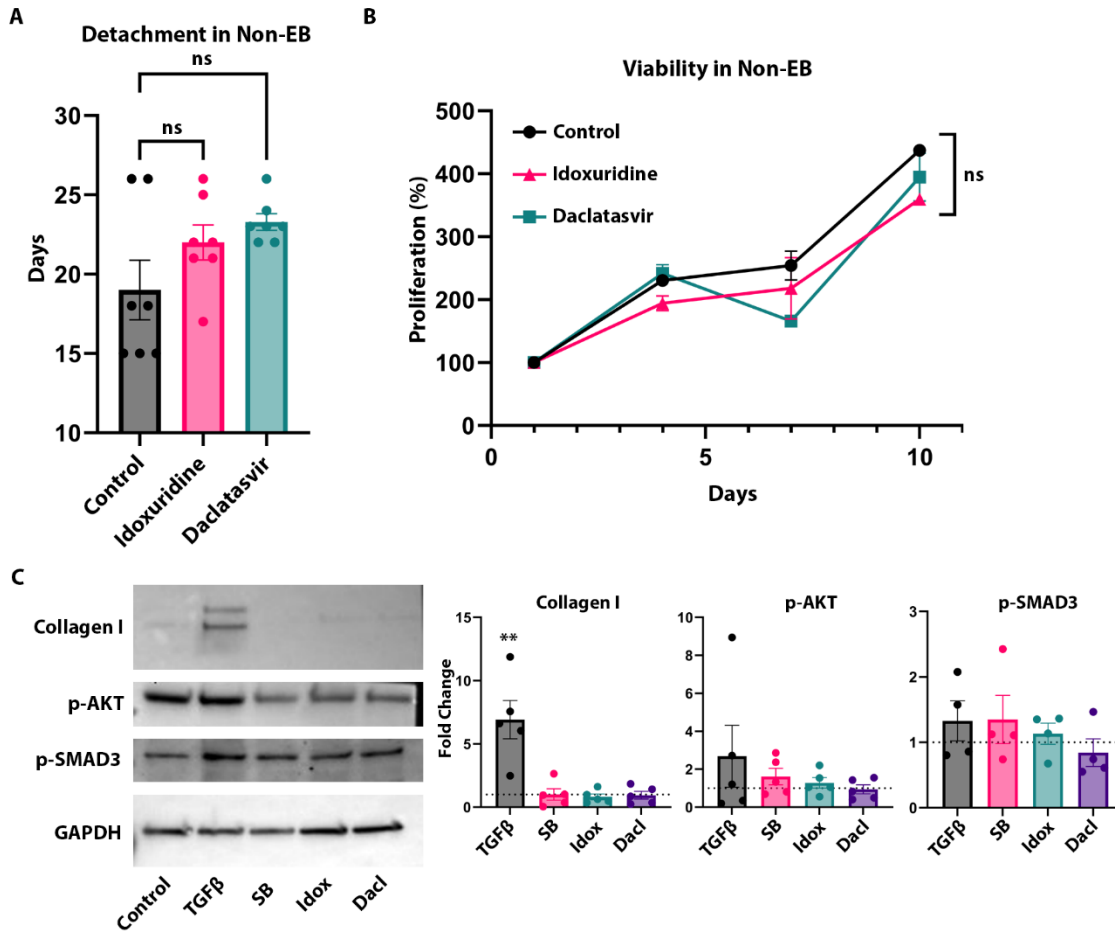 A
Detachment in Non-EB
ns
ns
30
25
20
15
10
Days
Control
Idoxuridine
Daclatasvir
B
Viability in Non-EB
500
400
300
200
100
0
Proliferation (%)
Control
Idoxuridine
Daclatasvir
ns
0
5
10
Days
C
Collagen I
p-AKT
p-SMAD3
GAPDH
Control
TGFβ
SB
Idox
Dacl
Collagen I
15
10
5
0
Fold Change
**
TGFβ
SB
Idox
Dacl
p-AKT
10
8
6
4
2
0
TGFβ
SB
Idox
Dacl
p-SMAD3
3
2
1
0
TGFβ
SB
Idox
Dacl